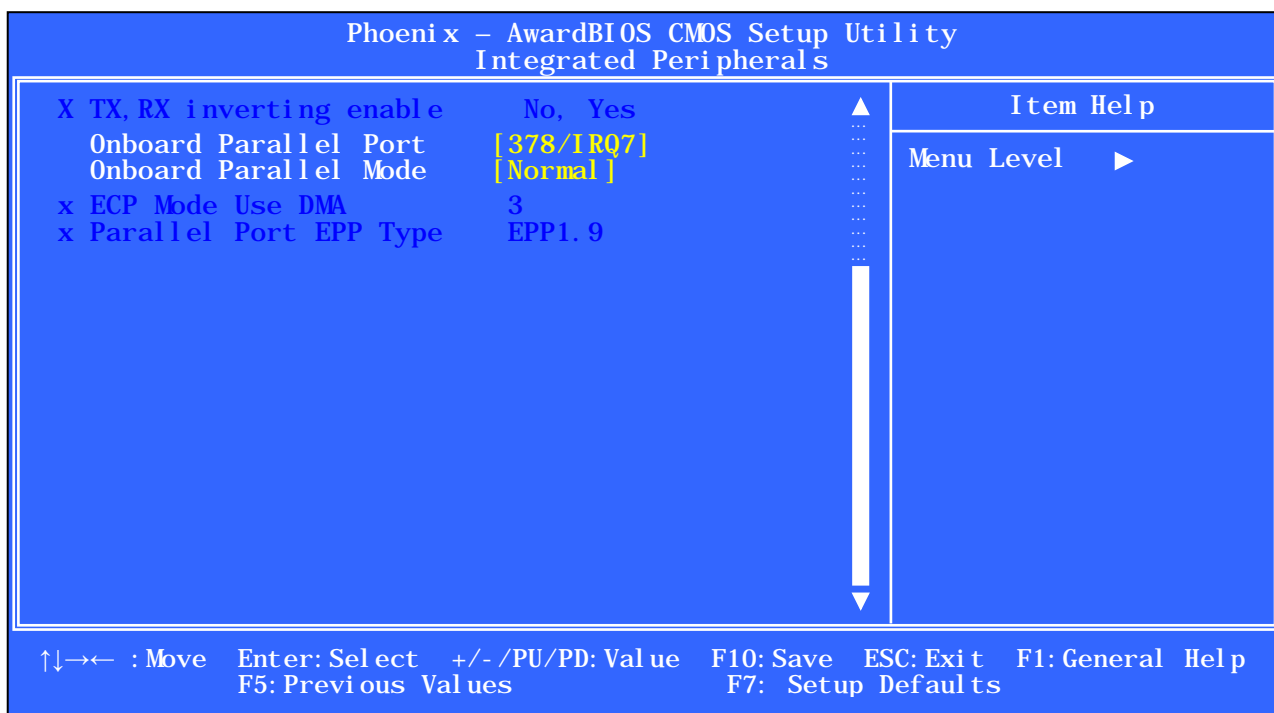 Phoenix – AwardBIOS CMOS Setup Utility
Integrated Peripherals
X TX,RX inverting enable No, Yes
Onboard Parallel Port [378/IRQ7]
Onboard Parallel Mode [Normal]
x ECP Mode Use DMA 3
x Parallel Port EPP Type EPP1.9
▲
...
...
...
...
...
...
...
...
...
...
...
▼
Item Help
Menu Level ►
↑↓→← :Move Enter:Select +/-/PU/PD:Value F10:Save ESC:Exit F1:General Help
F5:Previous Values F7: Setup Defaults